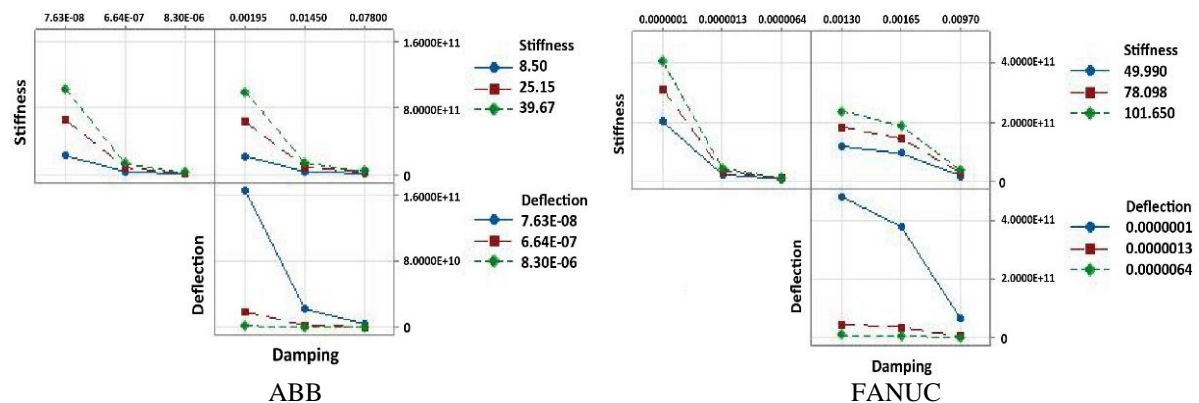 7.63E-08 6.64E-07 8.30E-06 0.00195 0.01450 0.07800
1.6000E+11
8.0000E+11
0
Stiffness
Stiffness
8.50
25.15
39.67
1.6000E+11
8.0000E+10
0
Deflection
Deflection
7.63E-08
6.64E-07
8.30E-06
Damping
ABB
0.0000001 0.0000013 0.0000064 0.00130 0.00165 0.00970
4.0000E+11
2.0000E+11
0
Stiffness
Stiffness
49.990
78.098
101.650
4.0000E+11
2.0000E+11
0
Deflection
Deflection
0.0000001
0.0000013
0.0000064
Damping
FANUC